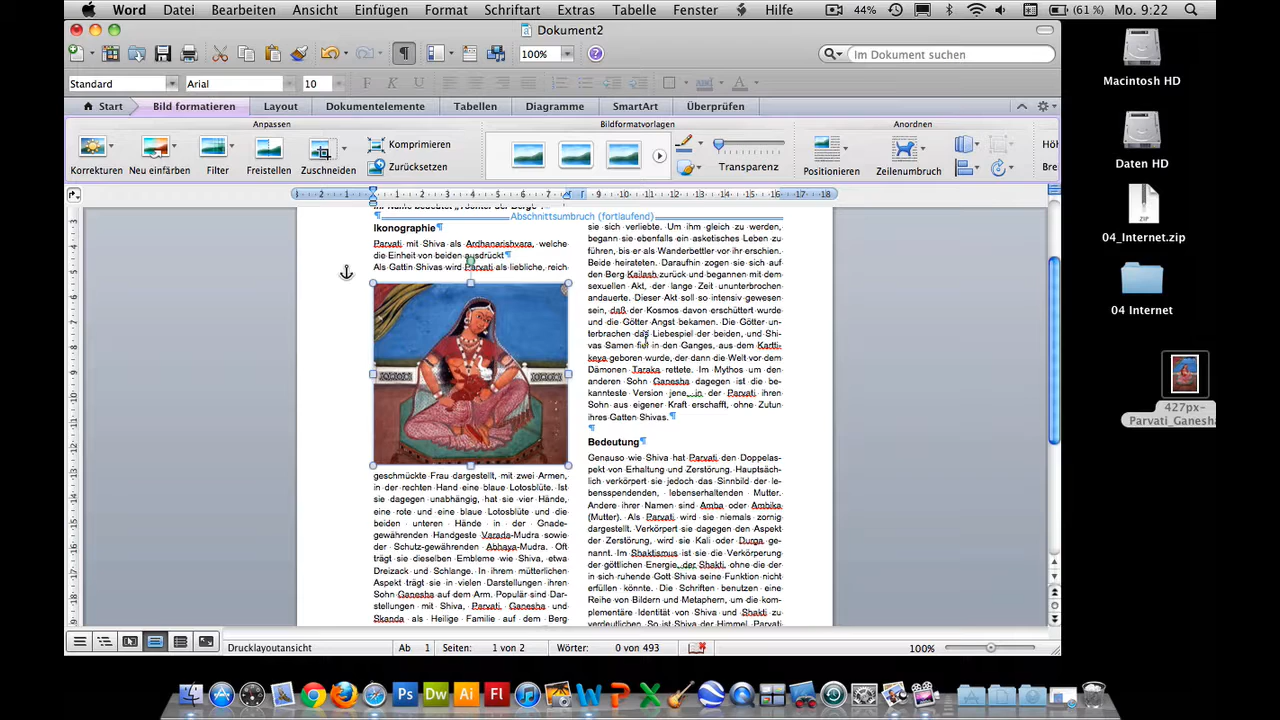 Word Datei Bearbeiten Ansicht Einfügen Format Schriftart Extras Tabelle Fenster Hilfe 44% (61 %) Mo. 9:22
Dokument2
100%
Im Dokument suchen
Standard Arial 10
Start Bild formatieren Layout Dokumentelemente Tabellen Diagramme SmartArt Überprüfen
Anpassen Bildformatvorlagen Anordnen
Komprimieren
Zurücksetzen
Korrekturen Neu einfärben Filter Freistellen Zuschneiden
Transparenz
Positionieren Zeilenumbruch
Höh
Bre
Abschnittsumbruch (fortlaufend)
Ikonographie¶
Parvati mit Shiva als Ardhanarishvara, welche
die Einheit von beiden ausdrückt¶
Als Gattin Shivas wird Parvati als liebliche, reich
geschmückte Frau dargestellt, mit zwei Armen,
in der rechten Hand eine blaue Lotosblüte. Ist
sie dagegen unabhängig, hat sie vier Hände,
eine rote und eine blaue Lotosblüte und die
beiden unteren Hände in der Gnade-
gewährenden Handgeste Varada-Mudra sowie
der Schutz-gewährenden Abhaya-Mudra. Oft
trägt sie dieselben Embleme wie Shiva, etwa
Dreizack und Schlange. In ihrem mütterlichen
Aspekt trägt sie in vielen Darstellungen ihren
Sohn Ganesha auf dem Arm. Populär sind Dar-
stellungen mit Shiva, Parvati, Ganesha und
Skanda als Heilige Familie auf dem Berg
sie sich verliebte. Um ihm gleich zu werden,
begann sie ebenfalls ein asketisches Leben zu
führen, bis er als Wanderbettler vor ihr erschien.
Beide heirateten. Daraufhin zogen sie sich auf
den Berg Kailash zurück und begannen mit dem
sexuellen Akt, der lange Zeit ununterbrochen
andauerte. Dieser Akt soll so intensiv gewesen
sein, daß der Kosmos davon erschüttert wurde
und die Götter Angst bekamen. Die Götter un-
terbrachen das Liebespiel der beiden, und Shi-
vas Samen fiel in den Ganges, aus dem Kartti-
keya geboren wurde, der dann die Welt vor dem
Dämonen Taraka rettete. Im Mythos um den
anderen Sohn Ganesha dagegen ist die be-
kannteste Version jene, in der Parvati ihren
Sohn aus eigener Kraft erschafft, ohne Zutun
ihres Gatten Shivas.¶
¶
Bedeutung¶
Genauso wie Shiva hat Parvati den Doppelas-
pekt von Erhaltung und Zerstörung. Hauptsäch-
lich verkörpert sie jedoch das Sinnbild der le-
bensspendenden, lebenserhaltenden Mutter.
Andere ihrer Namen sind Amba oder Ambika
(Mutter). Als Parvati wird sie niemals zornig
dargestellt. Verkörpert sie dagegen den Aspekt
der Zerstörung, wird sie Kali oder Durga ge-
nannt. Im Shaktismus ist sie die Verkörperung
der göttlichen Energie, der Shakti, ohne die der
in sich ruhende Gott Shiva seine Funktion nicht
erfüllen könnte. Die Schriften benutzen eine
Reihe von Bildern und Metaphern, um die kom-
plementäre Identität von Shiva und Shakti zu
verdeutlichen. So ist Shiva der Himmel, Parvati
Drucklayoutansicht Ab 1 Seiten: 1 von 2 Wörter: 0 von 493 100%
Macintosh HD
Daten HD
ZIP
04_Internet.zip
04 Internet
427px-
Parvati_Ganesha
Ps Dw Ai Fl